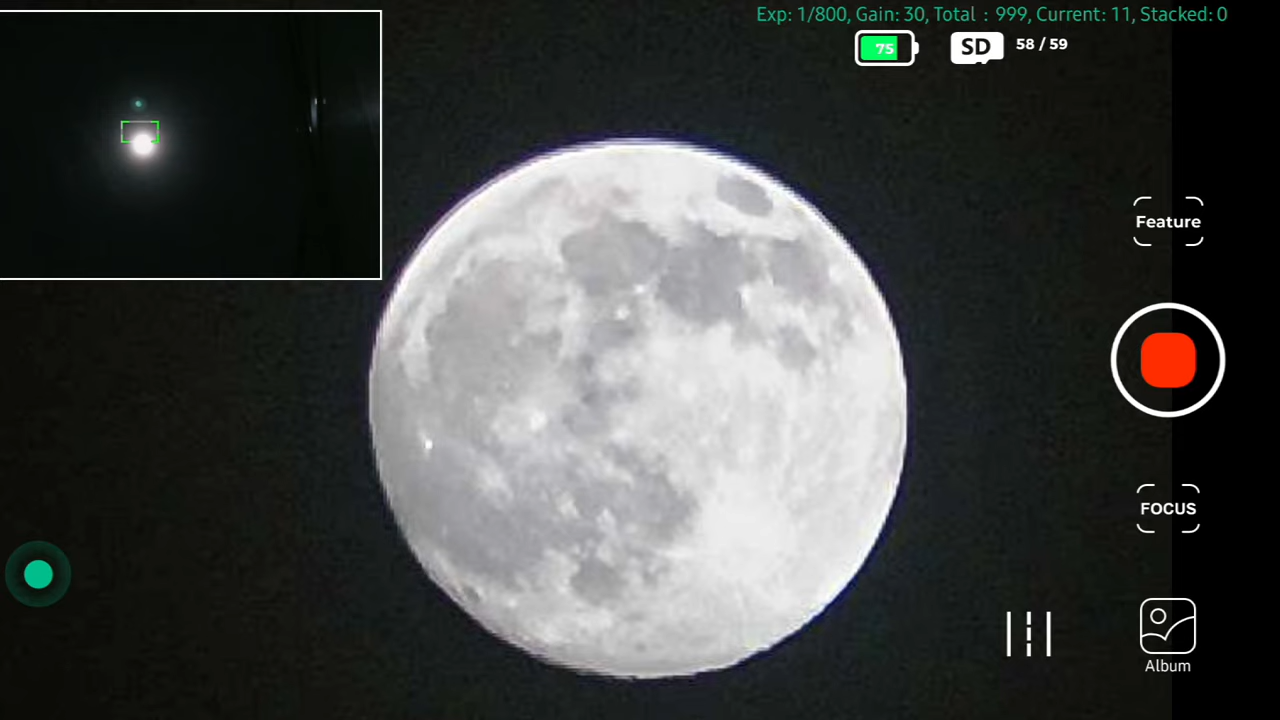 Exp: 1/800, Gain: 30, Total : 999, Current: 11, Stacked: 0
75
SD
58 / 59
Feature
FOCUS
Album